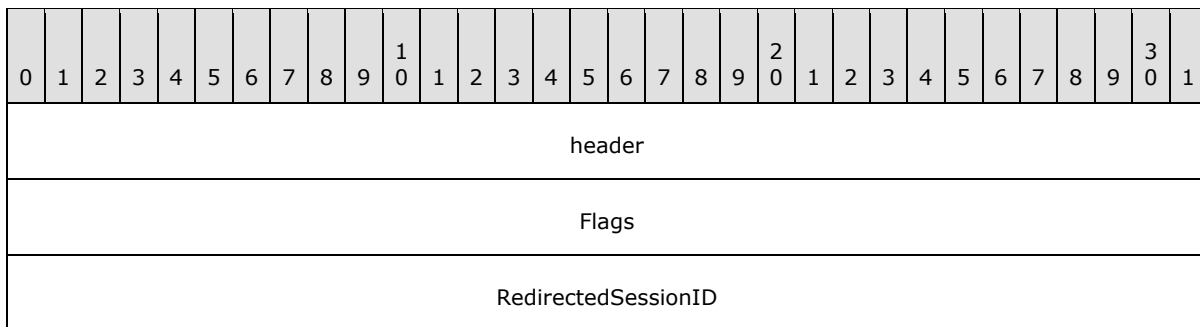 1 2 3
0 1 2 3 4 5 6 7 8 9 0 1 2 3 4 5 6 7 8 9 0 1 2 3 4 5 6 7 8 9 0 1
header
Flags
RedirectedSessionID